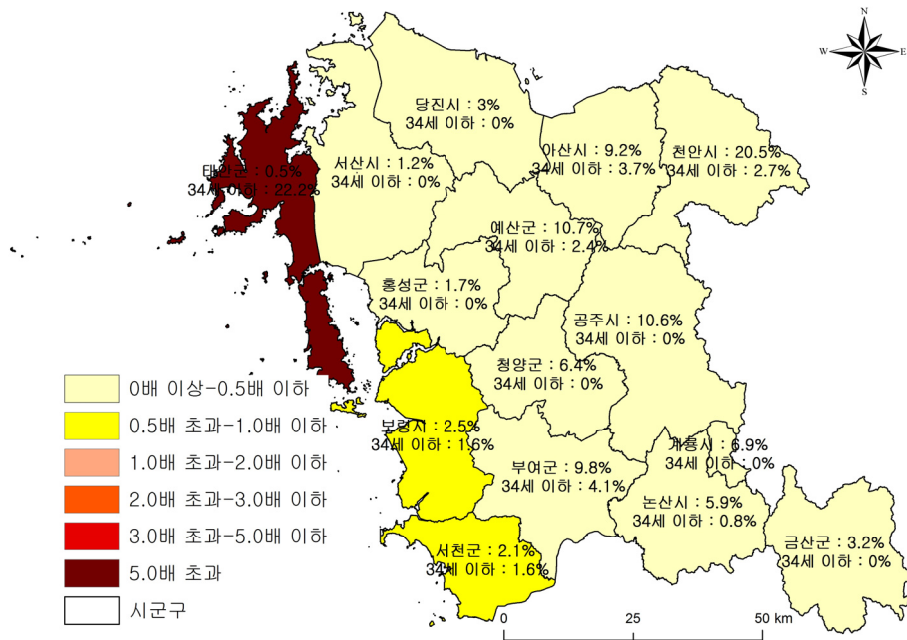 N
W E
S
당진시 : 3%
34세 이하 : 0%
아산시 : 9.2%
34세 이하 : 3.7%
천안시 : 20.5%
34세 이하 : 2.7%
서산시 : 1.2%
34세 이하 : 0%
태안군 : 0.5%
34세 이하 : 22.2%
예산군 : 10.7%
34세 이하 : 2.4%
홍성군 : 1.7%
34세 이하 : 0%
공주시 : 10.6%
34세 이하 : 0%
청양군 : 6.4%
34세 이하 : 0%
보령시 : 2.5%
34세 이하 : 1.6%
계룡시 : 6.9%
34세 이하 : 0%
부여군 : 9.8%
34세 이하 : 4.1%
논산시 : 5.9%
34세 이하 : 0.8%
금산군 : 3.2%
34세 이하 : 0%
서천군 : 2.1%
34세 이하 : 1.6%
0배 이상-0.5배 이하
0.5배 초과-1.0배 이하
1.0배 초과-2.0배 이하
2.0배 초과-3.0배 이하
3.0배 초과-5.0배 이하
5.0배 초과
시군구
0 25 50 km